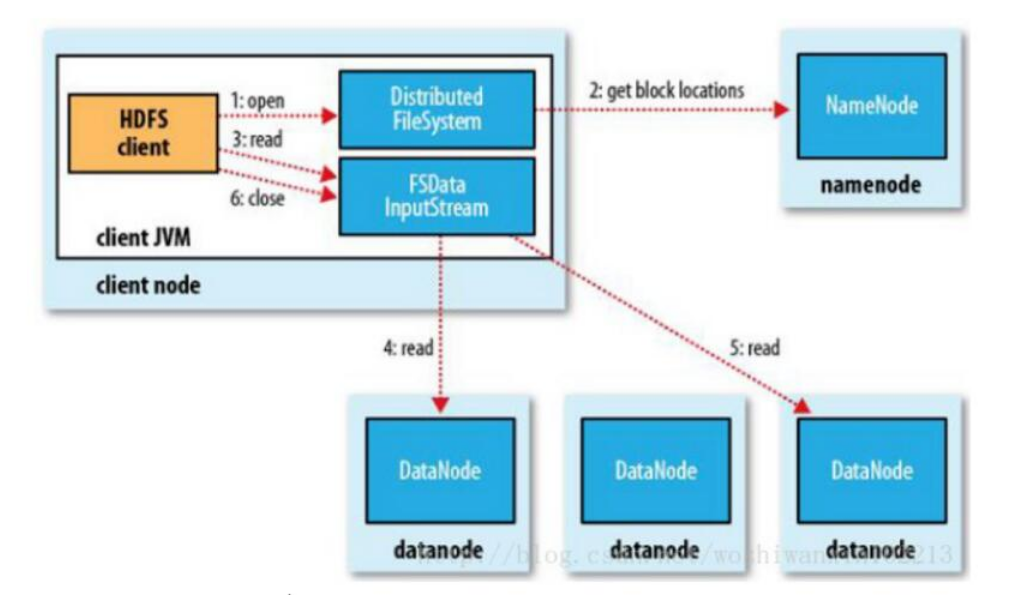 1: open
Distributed
FileSystem
2: get block locations
NameNode
HDFS
client
3: read
namenode
FSData
InputStream
6: close
client JVM
client node
4: read
5: read
DataNode
DataNode
DataNode
datanode
datanode
datanode